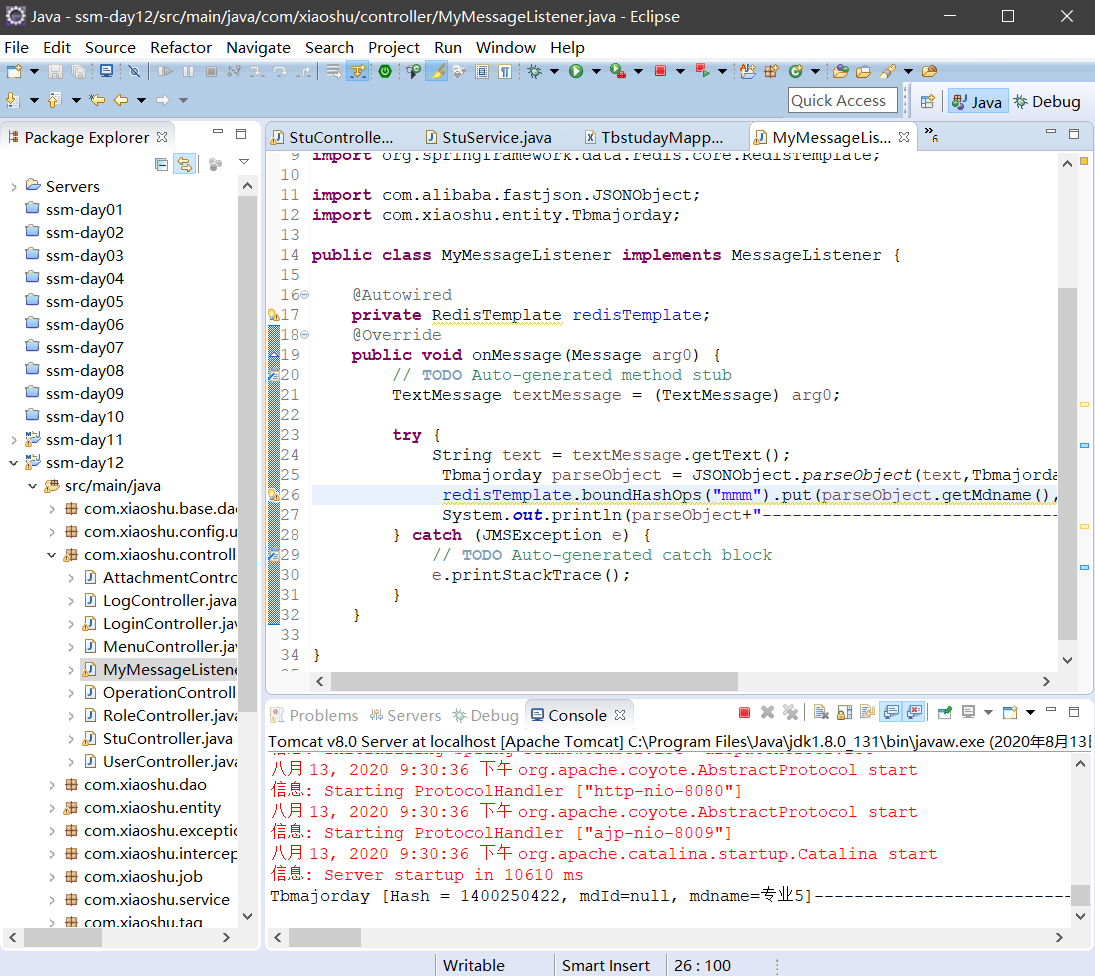 Java - ssm-day12/src/main/java/com/xiaoshu/controller/MyMessageListener.java - Eclipse
File Edit Source Refactor Navigate Search Project Run Window Help
Quick Access
Java
Debug
Package Explorer
Servers
ssm-day01
ssm-day02
ssm-day03
ssm-day04
ssm-day05
ssm-day06
ssm-day07
ssm-day08
ssm-day09
ssm-day10
ssm-day11
ssm-day12
src/main/java
com.xiaoshu.base.dao
com.xiaoshu.config.u
com.xiaoshu.controll
AttachmentContro
LogController.java
LoginController.jav
MenuController.jav
MyMessageListene
OperationControll
RoleController.java
StuController.java
UserController.java
com.xiaoshu.dao
com.xiaoshu.entity
com.xiaoshu.exceptio
com.xiaoshu.intercep
com.xiaoshu.job
com.xiaoshu.service
com.xiaoshu.tag
StuControlle... StuService.java TbstudayMapp... MyMessageLis... 6
9 import org.springframework.data.redis.core.RedisTemplate;
10
11 import com.alibaba.fastjson.JSONObject;
12 import com.xiaoshu.entity.Tbmajorday;
13
14 public class MyMessageListener implements MessageListener {
15
16 @Autowired
17 private RedisTemplate redisTemplate;
18 @Override
19 public void onMessage(Message arg0) {
20 // TODO Auto-generated method stub
21 TextMessage textMessage = (TextMessage) arg0;
22
23 try {
24 String text = textMessage.getText();
25 Tbmajorday parseObject = JSONObject.parseObject(text,Tbmajorda
26 redisTemplate.boundHashOps("mmm").put(parseObject.getMdname(),
27 System.out.println(parseObject+"------------------------------
28 } catch (JMSException e) {
29 // TODO Auto-generated catch block
30 e.printStackTrace();
31 }
32 }
33
34 }
Problems Servers Debug Console
Tomcat v8.0 Server at localhost [Apache Tomcat] C:\Program Files\Java\jdk1.8.0_131\bin\javaw.exe (2020年8月13日
八月 13, 2020 9:30:36 下午 org.apache.coyote.AbstractProtocol start
信息: Starting ProtocolHandler ["http-nio-8080"]
八月 13, 2020 9:30:36 下午 org.apache.coyote.AbstractProtocol start
信息: Starting ProtocolHandler ["ajp-nio-8009"]
八月 13, 2020 9:30:36 下午 org.apache.catalina.startup.Catalina start
信息: Server startup in 10610 ms
Tbmajorday [Hash = 1400250422, mdId=null, mdname=专业5]--------------------------
Writable Smart Insert 26 : 100